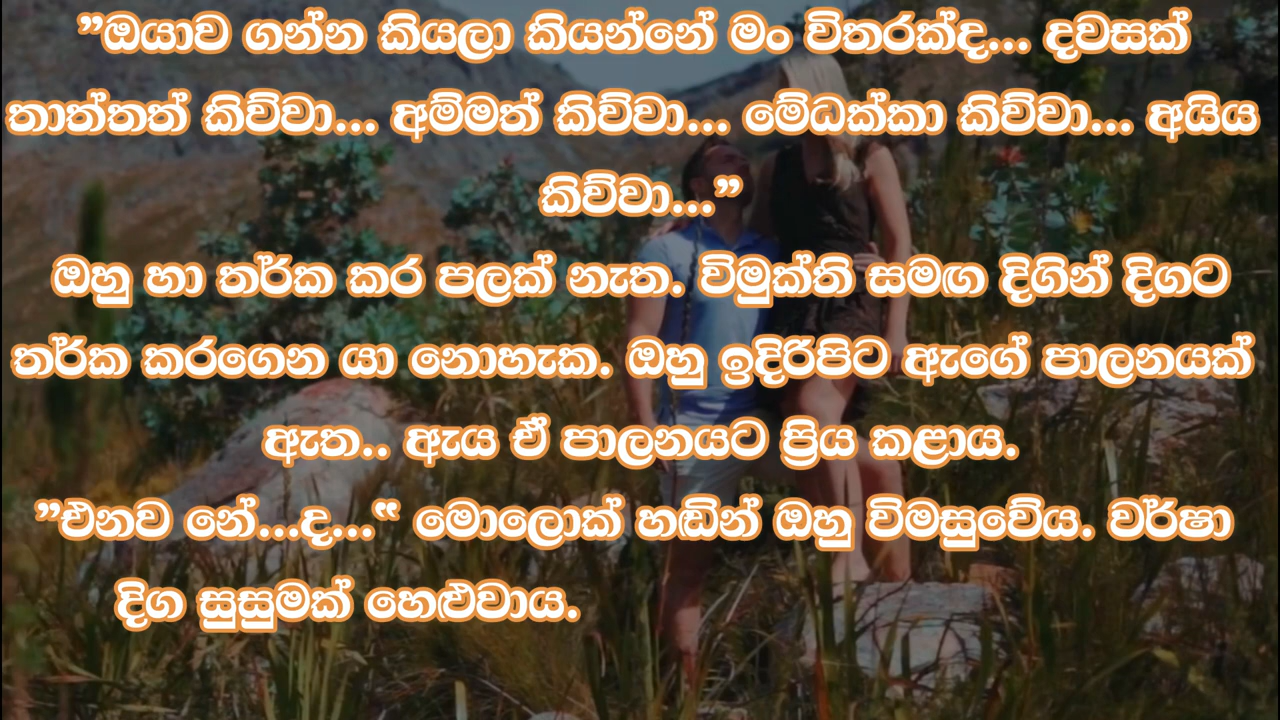 ”ඔයාව ගන්න කියලා කියන්නේ මං විතරක්ද... දවසක්
තාත්තත් කිව්වා... අම්මත් කිව්වා... මේධක්කා කිව්වා... අයියි
කිව්වා...”
ඔහු හා තර්ක කර පලක් නැත. විමුක්ති සමඟ දිගින් දිගට
තර්ක කරගෙන යා නොහැක. ඔහු ඉදිරිපිට ඇගේ පාලනයක්
ඇත.. ඇය ඒ පාලනයට ප්‍රිය කළාය.
”එනව නේ...ද...“ මොලොක් හඬින් ඔහු විමසුවේය. වර්ෂා
දිග සුසුමක් හෙළුවාය.